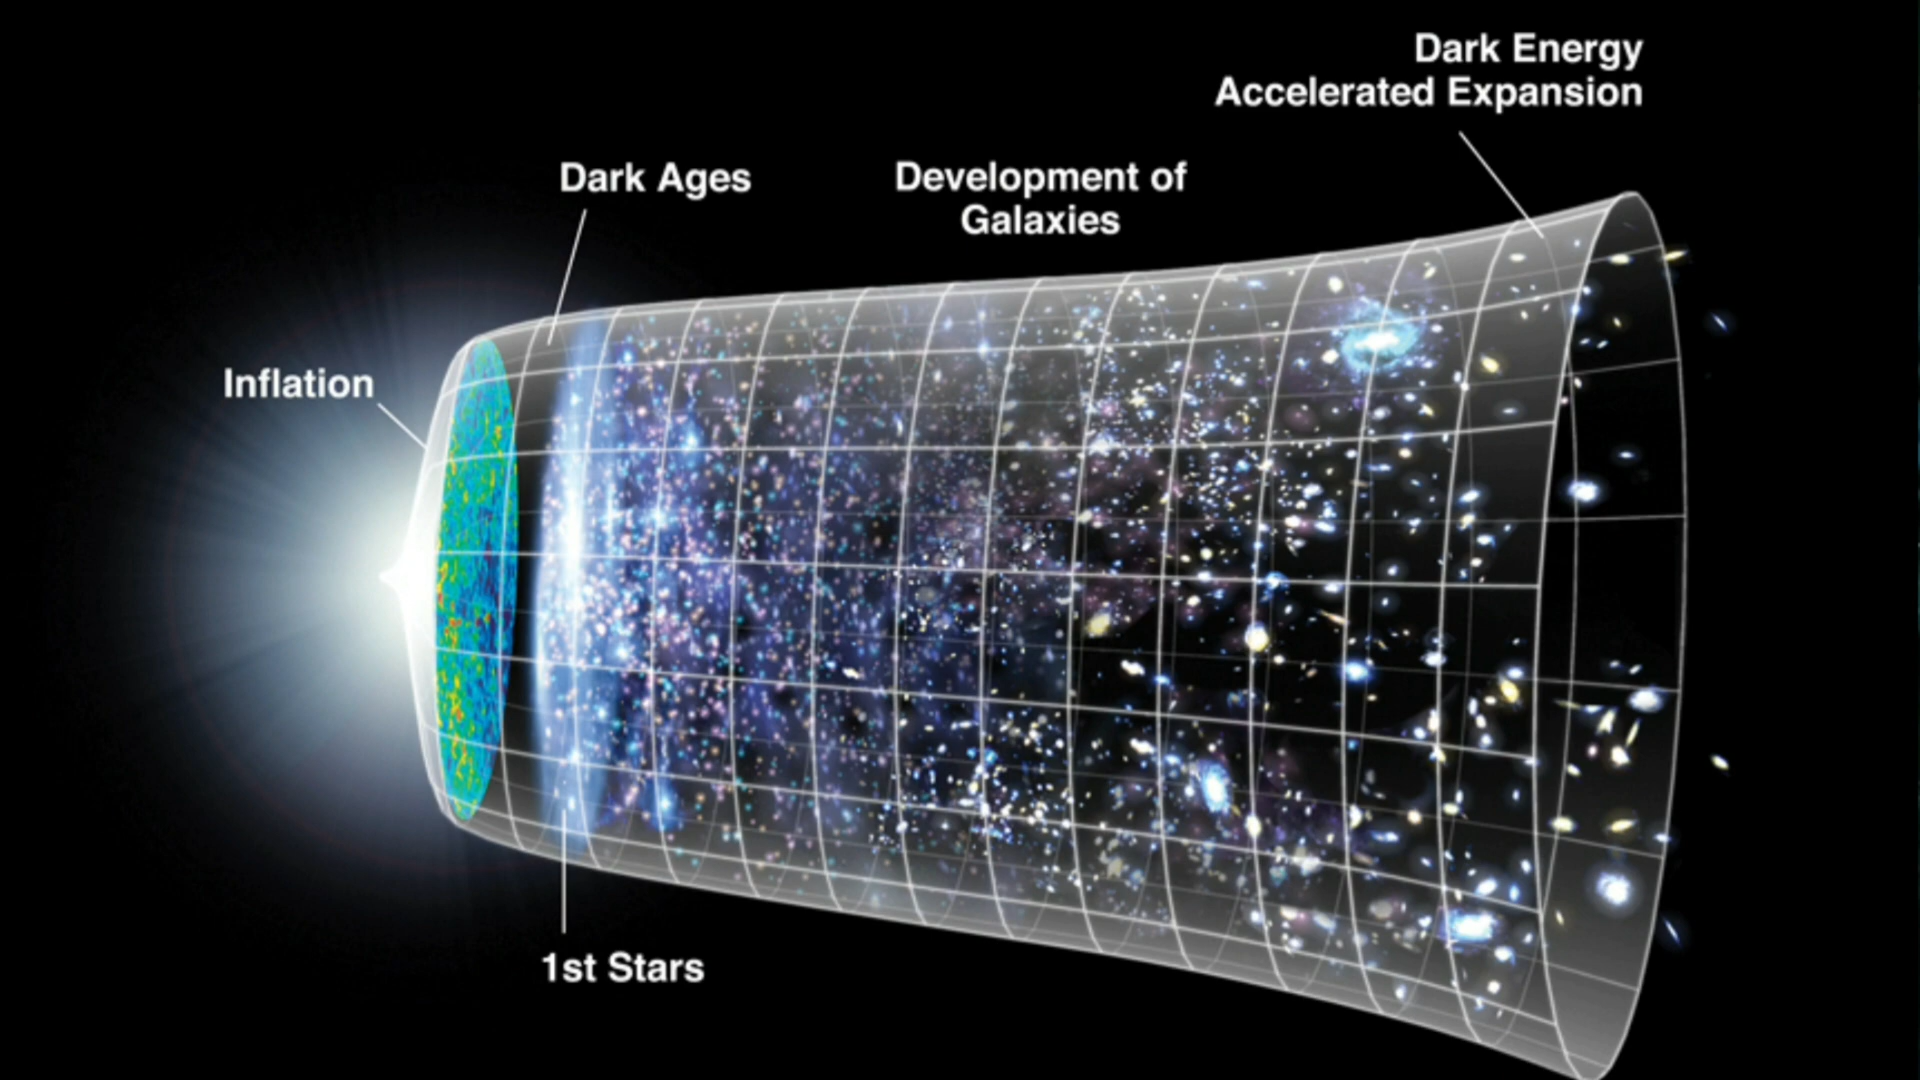 Dark Energy
Accelerated Expansion
Dark Ages
Development of
Galaxies
Inflation
1st Stars